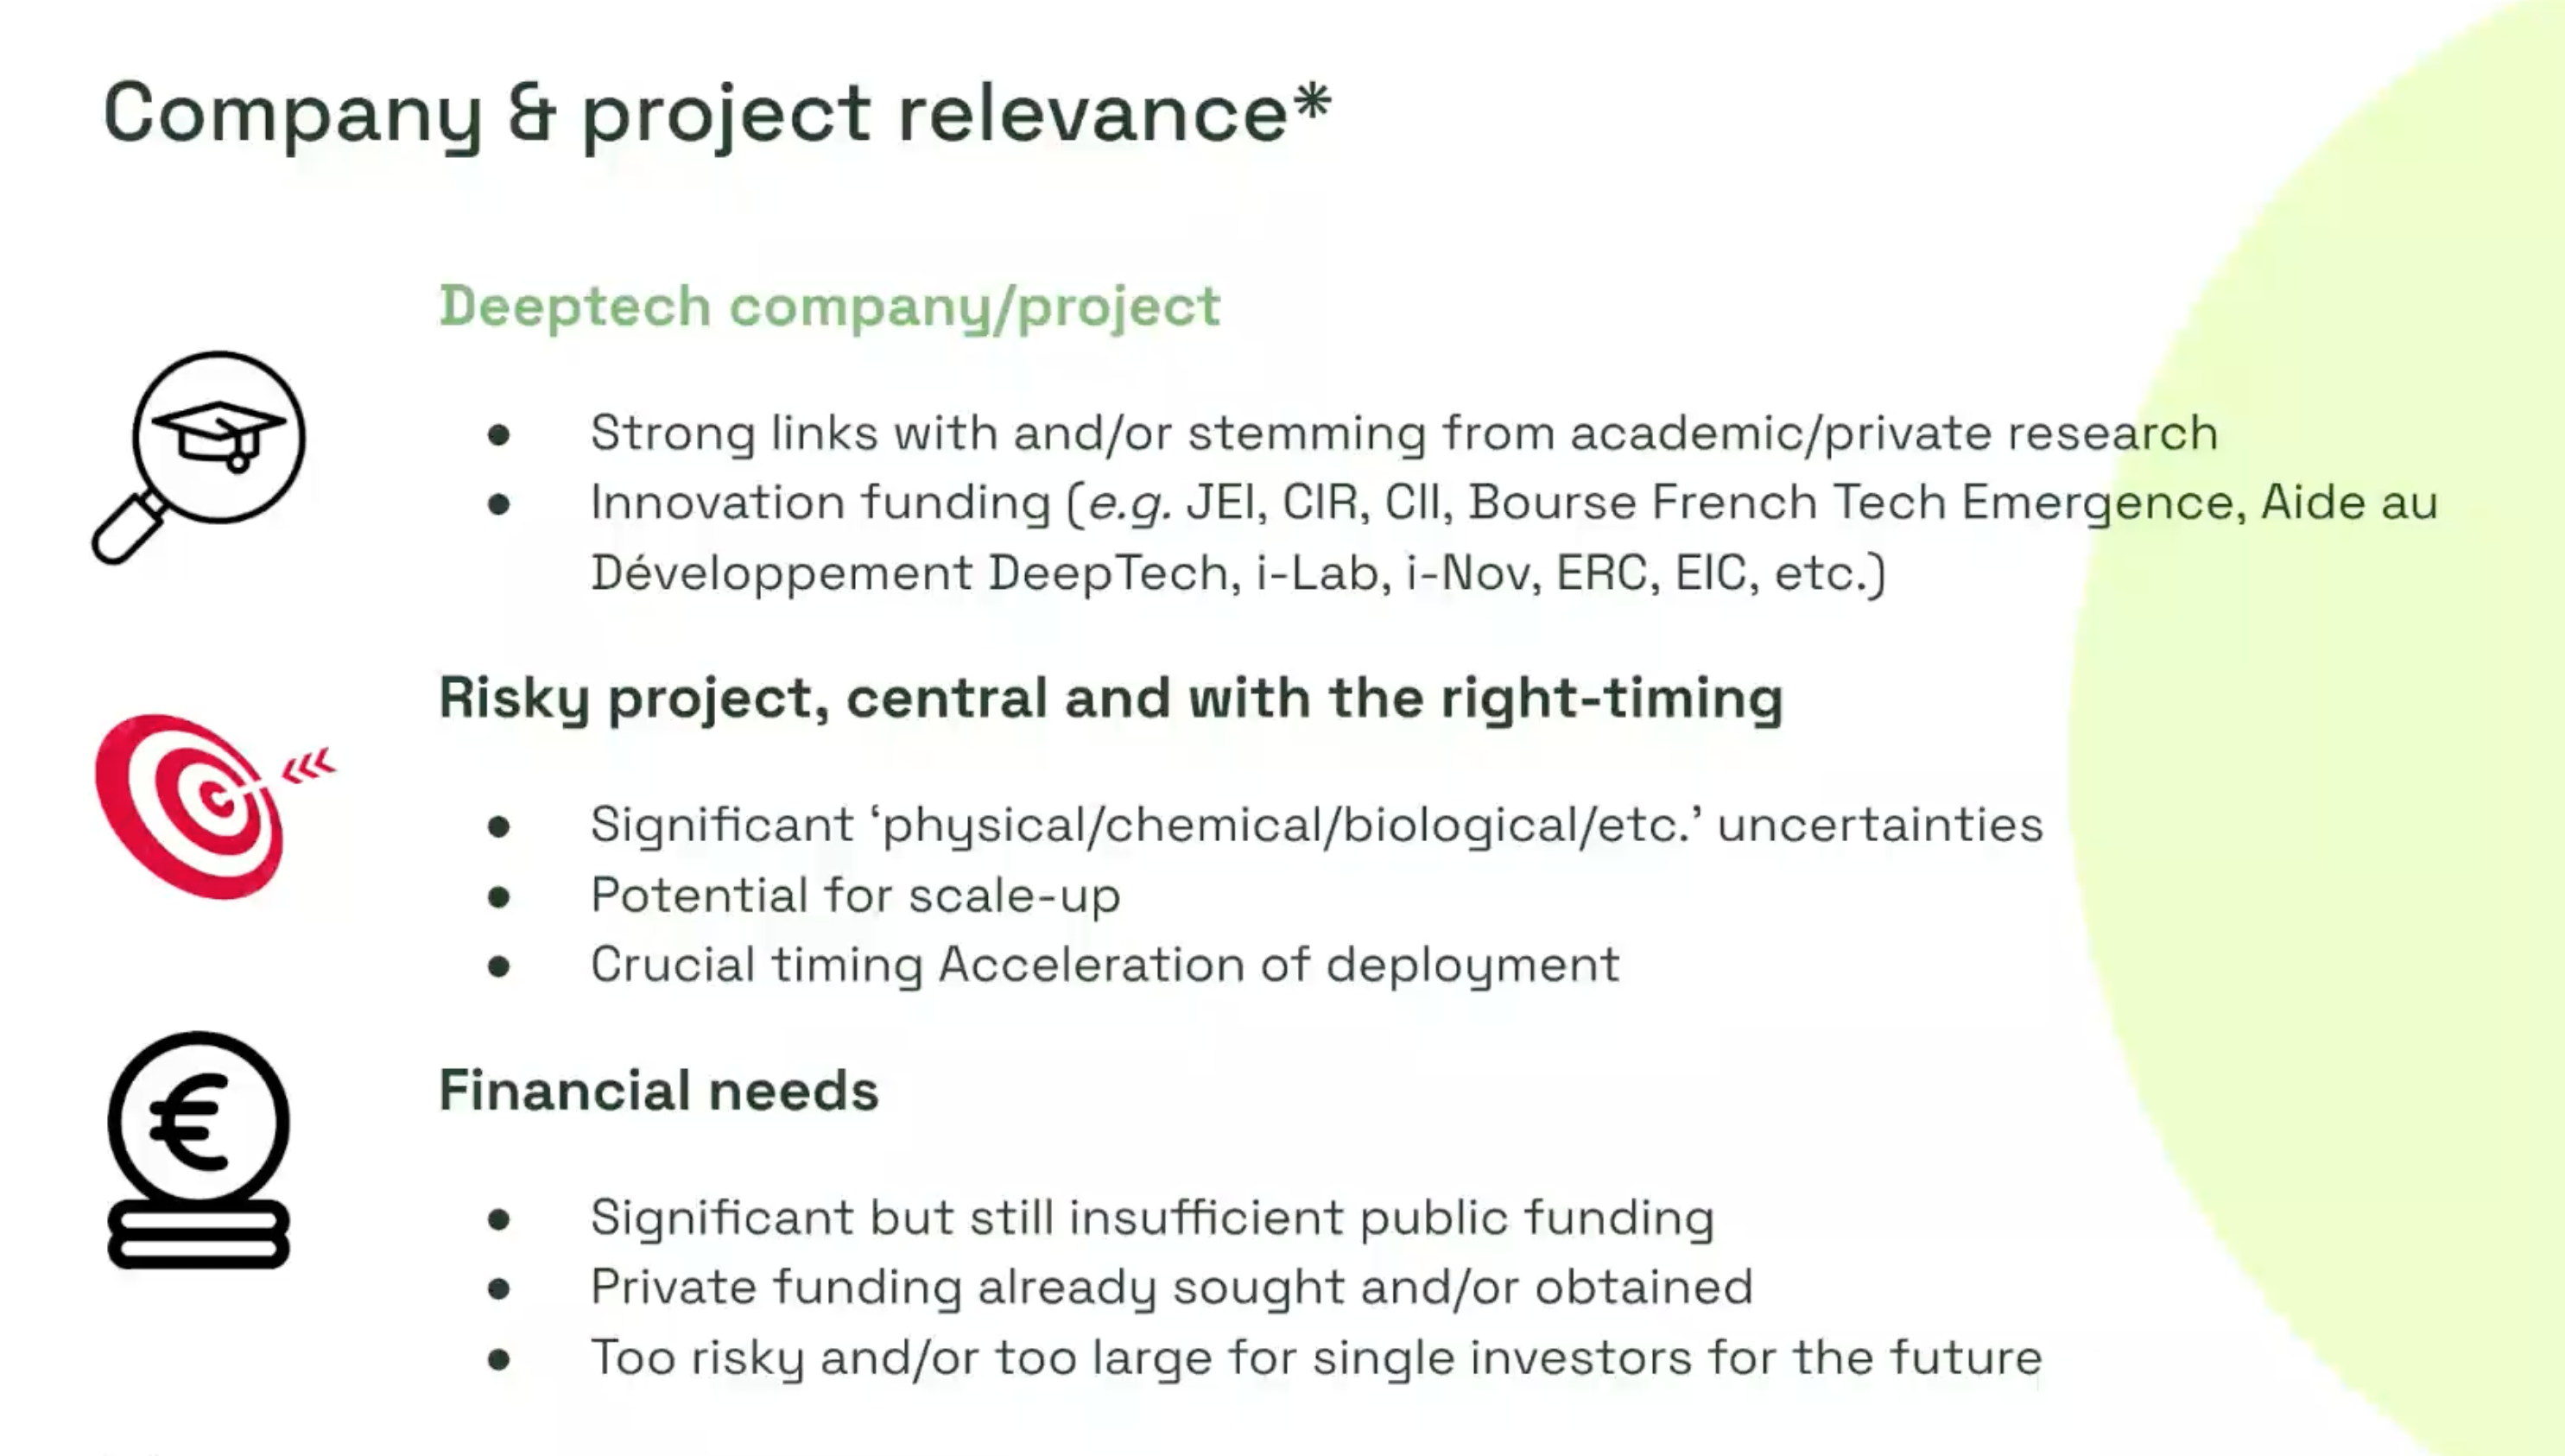 Company & project relevance*
Deeptech company/project
● Strong links with and/or stemming from academic/private research
● Innovation funding (e.g. JEI, CIR, CII, Bourse French Tech Emergence, Aide au
Développement DeepTech, i-Lab, i-Nov, ERC, EIC, etc.)
Risky project, central and with the right-timing
● Significant ‘physical/chemical/biological/etc.’ uncertainties
● Potential for scale-up
● Crucial timing Acceleration of deployment
€
Financial needs
● Significant but still insufficient public funding
● Private funding already sought and/or obtained
● Too risky and/or too large for single investors for the future